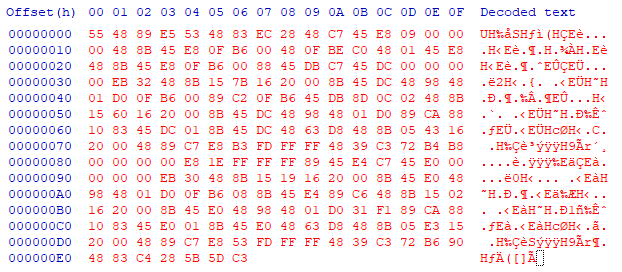 Offset(h) 00 01 02 03 04 05 06 07 08 09 0A 0B 0C 0D 0E 0F Decoded text
00000000 55 48 89 E5 53 48 83 EC 28 48 C7 45 E8 09 00 00 UH‰åSHƒì(HÇEè...
00000010 00 48 8B 45 E8 0F B6 00 48 0F BE C0 48 01 45 E8 .H‹Eè.¶.H.¾ÀH.Eè
00000020 48 8B 45 E8 0F B6 00 88 45 DB C7 45 DC 00 00 00 H‹Eè.¶.ˆEÛÇEÜ...
00000030 00 EB 32 48 8B 15 7B 16 20 00 8B 45 DC 48 98 48 .ë2H‹.{. .‹EÜH˜H
00000040 01 D0 0F B6 00 89 C2 0F B6 45 DB 8D 0C 02 48 8B .Ð.¶.‰Â.¶EÛ...H‹
00000050 15 60 16 20 00 8B 45 DC 48 98 48 01 D0 89 CA 88 .`. .‹EÜH˜H.Ð‰Êˆ
00000060 10 83 45 DC 01 8B 45 DC 48 63 D8 48 8B 05 43 16 .ƒEÜ.‹EÜHcØH‹.C.
00000070 20 00 48 89 C7 E8 B3 FD FF FF 48 39 C3 72 B4 B8  .H‰Çè³ýÿÿH9Ãr´¸
00000080 00 00 00 00 E8 1E FF FF FF 89 45 E4 C7 45 E0 00 ....è.ÿÿÿ‰EäÇEà.
00000090 00 00 00 EB 30 48 8B 15 19 16 20 00 8B 45 E0 48 ...ë0H‹... .‹EàH
000000A0 98 48 01 D0 0F B6 08 8B 45 E4 89 C6 48 8B 15 02 ˜H.Ð.¶.‹Eä‰ÆH‹..
000000B0 16 20 00 8B 45 E0 48 98 48 01 D0 31 F1 89 CA 88 . .‹EàH˜H.Ð1ñ‰Êˆ
000000C0 10 83 45 E0 01 8B 45 E0 48 63 D8 48 8B 05 E3 15 .ƒEà.‹EàHcØH‹.ã.
000000D0 20 00 48 89 C7 E8 53 FD FF FF 48 39 C3 72 B6 90  .H‰ÇèSýÿÿH9Ãr¶.
000000E0 48 83 C4 28 5B 5D C3 HƒÄ([]Ã